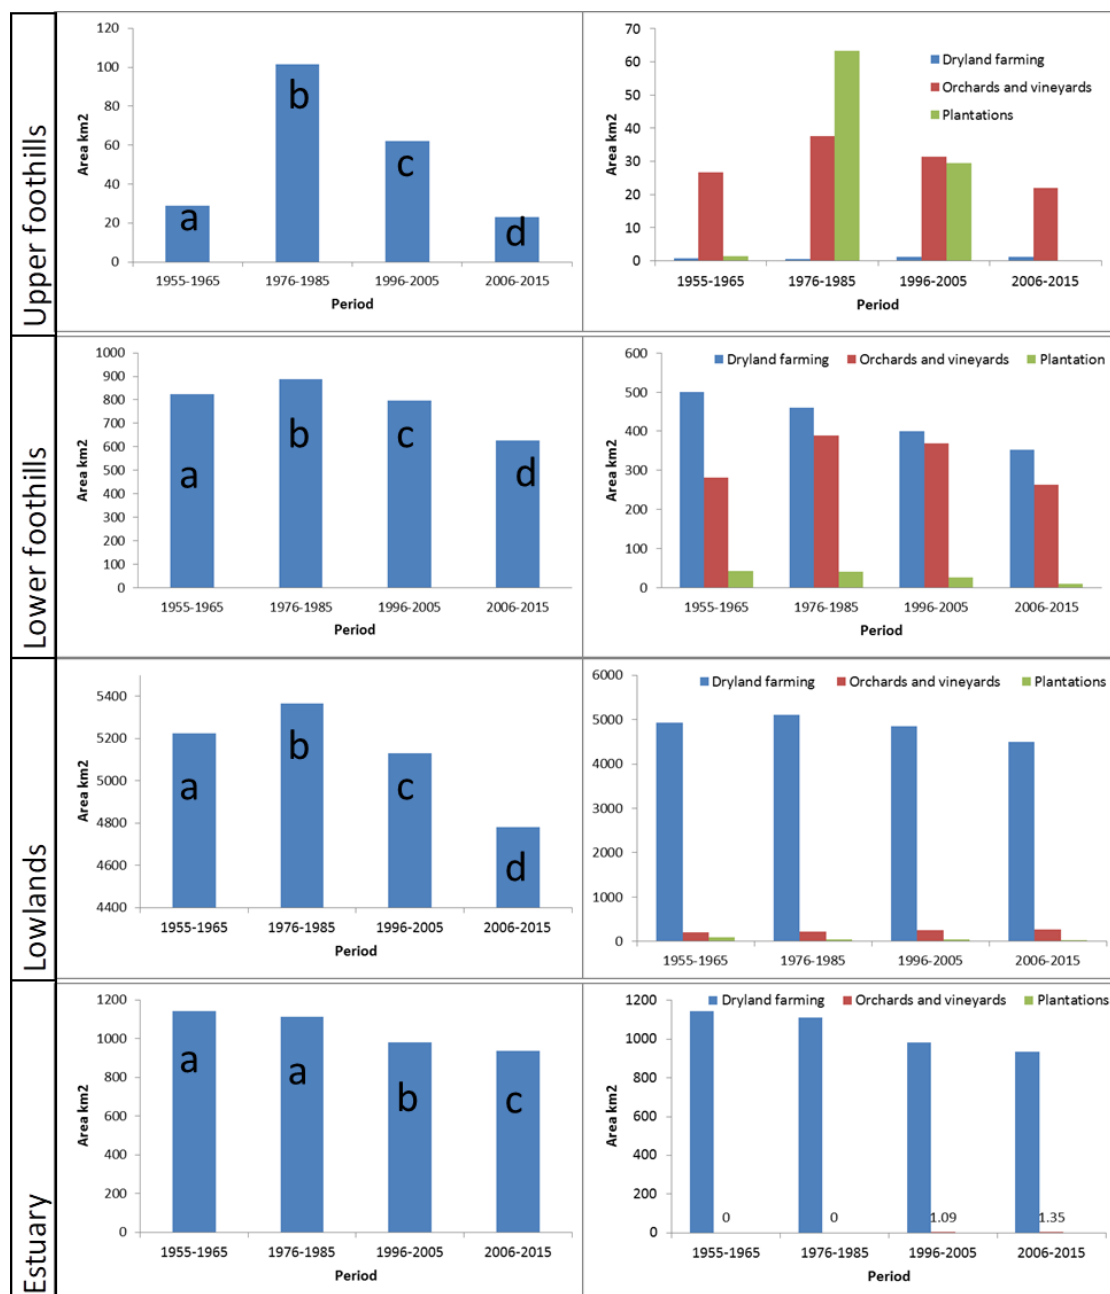 Upper foothills
Area km2
120
100
80
60
40
20
0
a
b
c
d
1955-1965 1976-1985 1996-2005 2006-2015
Period
Area km2
70
60
50
40
30
20
10
0
Dryland farming
Orchards and vineyards
Plantations
1955-1965 1976-1985 1996-2005 2006-2015
Period
Lower foothills
Area km2
1000
900
800
700
600
500
400
300
200
100
0
a
b
c
d
1955-1965 1976-1985 1996-2005 2006-2015
Period
Area km2
600
500
400
300
200
100
0
Dryland farming Orchards and vineyards Plantation
1955-1965 1976-1985 1996-2005 2006-2015
Period
Lowlands
Area km2
5400
5200
5000
4800
4600
4400
a
b
c
d
1955-1965 1976-1985 1996-2005 2006-2015
Period
Area km2
6000
5000
4000
3000
2000
1000
0
Dryland farming Orchards and vineyards Plantations
1955-1965 1976-1985 1996-2005 2006-2015
Period
Estuary
Area km2
1200
1000
800
600
400
200
0
a
a
b
c
1955-1965 1976-1985 1996-2005 2006-2015
Period
Area km2
1200
1000
800
600
400
200
0
Dryland farming Orchards and vineyards Plantations
0 0 1.09 1.35
1955-1965 1976-1985 1996-2005 2006-2015
Period